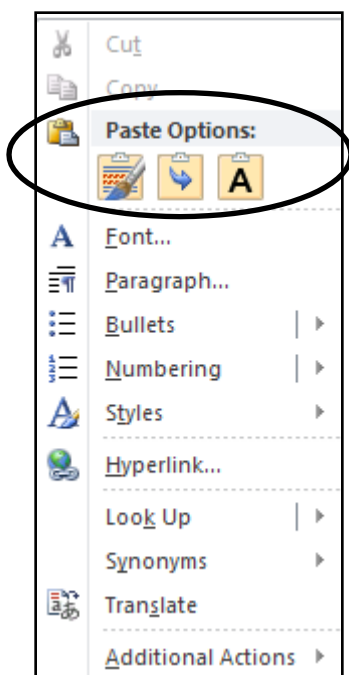 Cut
Copy
Paste Options:
A
Font...
Paragraph...
Bullets
Numbering
Styles
Hyperlink...
Look Up
Synonyms
Translate
Additional Actions